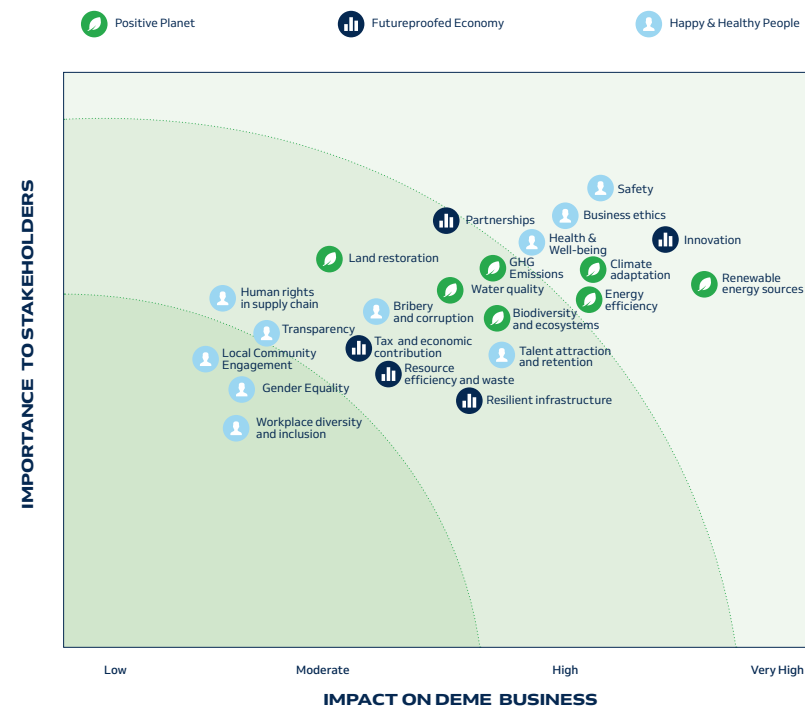 Positive Planet
Futureproofed Economy
Happy & Healthy People
IMPORTANCE TO STAKEHOLDERS
Safety
Business ethics
Partnerships
Innovation
Health &
Well-being
Land restoration
GHG
Emissions
Climate
adaptation
Renewable
energy sources
Water quality
Energy
efficiency
Human rights
in supply chain
Bribery
and corruption
Biodiversity
and ecosystems
Transparency
Tax and economic
contribution
Talent attraction
and retention
Local Community
Engagement
Resource
efficiency and waste
Gender Equality
Resilient infrastructure
Workplace diversity
and inclusion
Low
Moderate
High
Very High
IMPACT ON DEME BUSINESS